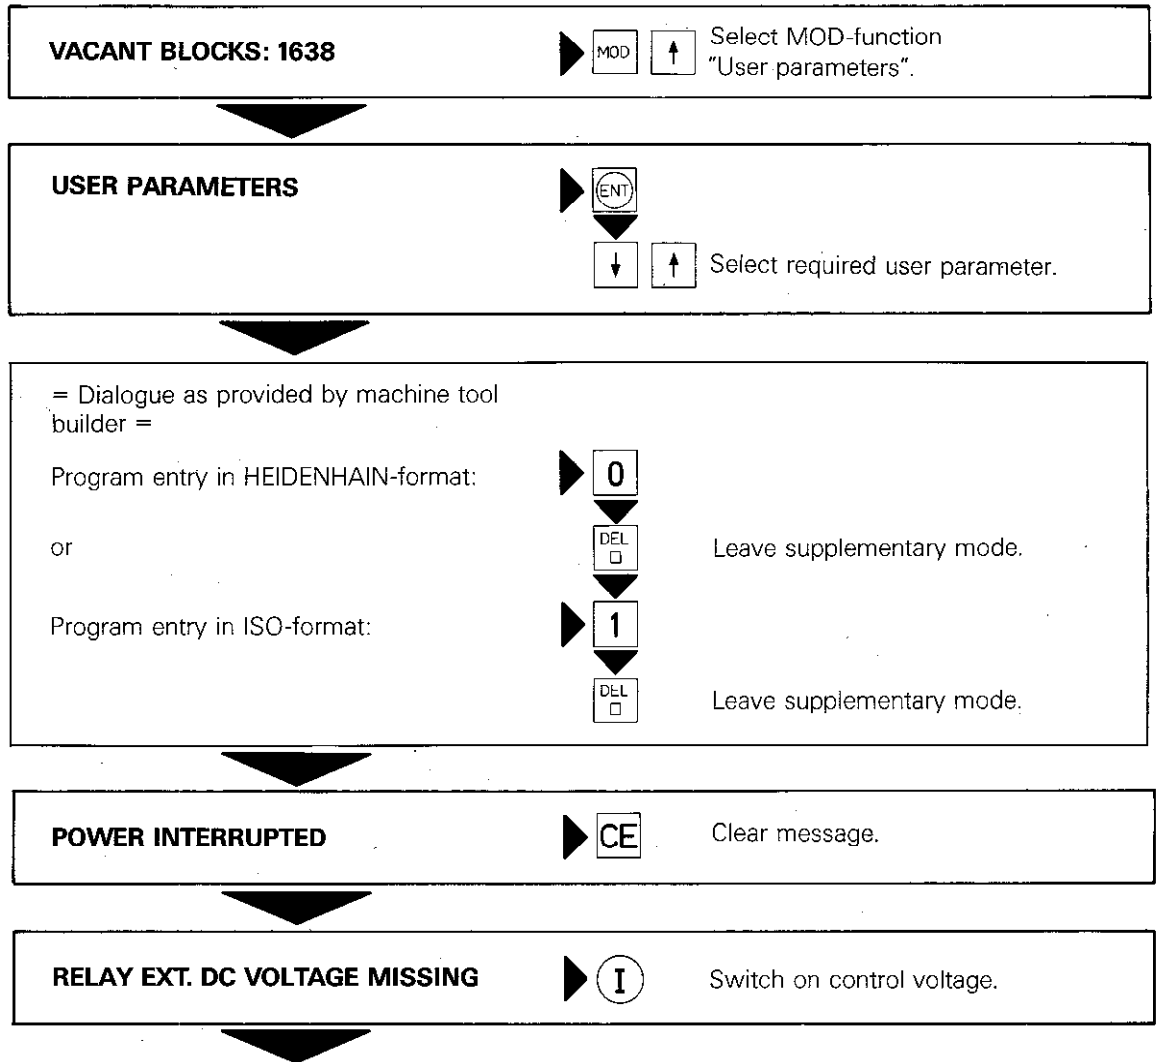 VACANT BLOCKS: 1638
MOD
↑
Select MOD-function
"User parameters".
USER PARAMETERS
ENT
↓
↑
Select required user parameter.
= Dialogue as provided by machine tool
builder =
Program entry in HEIDENHAIN-format:
0
or
DEL
Leave supplementary mode.
Program entry in ISO-format:
1
DEL
Leave supplementary mode.
POWER INTERRUPTED
CE
Clear message.
RELAY EXT. DC VOLTAGE MISSING
I
Switch on control voltage.